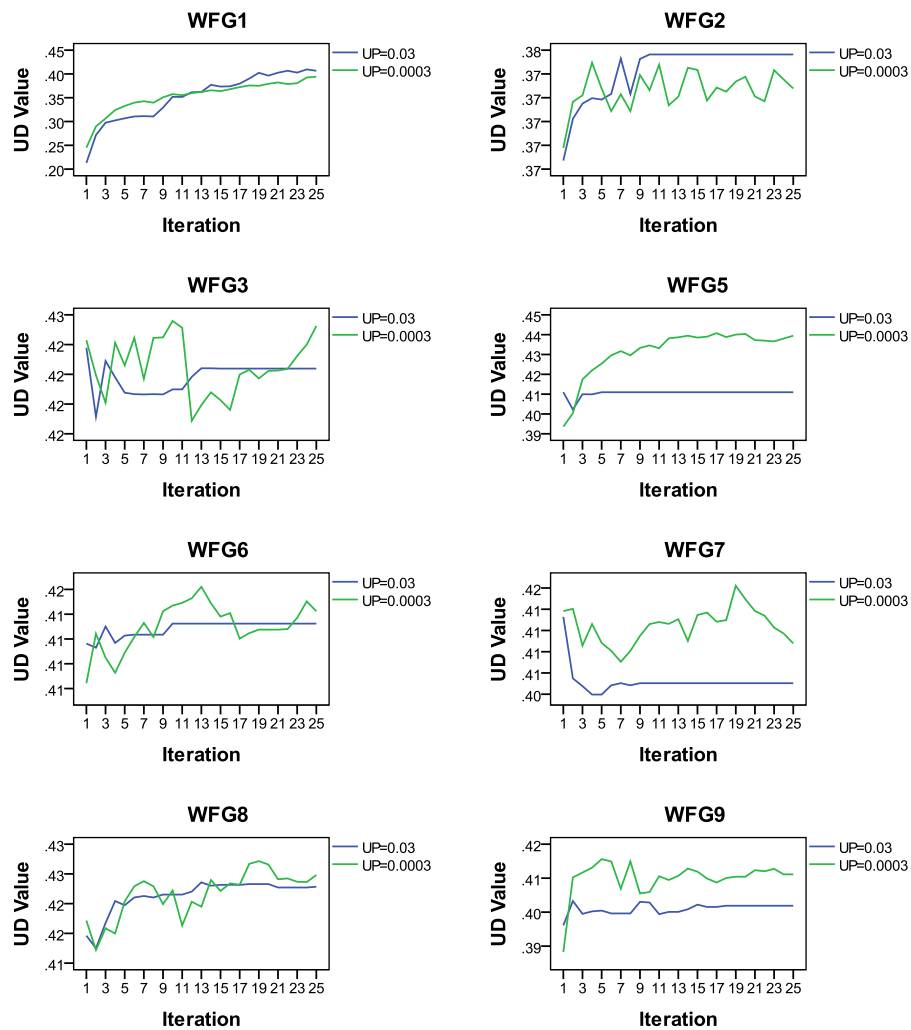 WFG1
UD Value
.45
.40
.35
.30
.25
.20
1 3 5 7 9 11 13 15 17 19 21 23 25
Iteration
UP=0.03
UP=0.0003
WFG2
UD Value
.38
.37
.37
.37
.37
.37
1 3 5 7 9 11 13 15 17 19 21 23 25
Iteration
UP=0.03
UP=0.0003
WFG3
UD Value
.43
.42
.42
.42
.42
1 3 5 7 9 11 13 15 17 19 21 23 25
Iteration
UP=0.03
UP=0.0003
WFG5
UD Value
.45
.44
.43
.42
.41
.40
.39
1 3 5 7 9 11 13 15 17 19 21 23 25
Iteration
UP=0.03
UP=0.0003
WFG6
UD Value
.42
.41
.41
.41
.41
1 3 5 7 9 11 13 15 17 19 21 23 25
Iteration
UP=0.03
UP=0.0003
WFG7
UD Value
.42
.41
.41
.41
.41
.40
1 3 5 7 9 11 13 15 17 19 21 23 25
Iteration
UP=0.03
UP=0.0003
WFG8
UD Value
.43
.43
.42
.42
.41
1 3 5 7 9 11 13 15 17 19 21 23 25
Iteration
UP=0.03
UP=0.0003
WFG9
UD Value
.42
.41
.40
.39
1 3 5 7 9 11 13 15 17 19 21 23 25
Iteration
UP=0.03
UP=0.0003